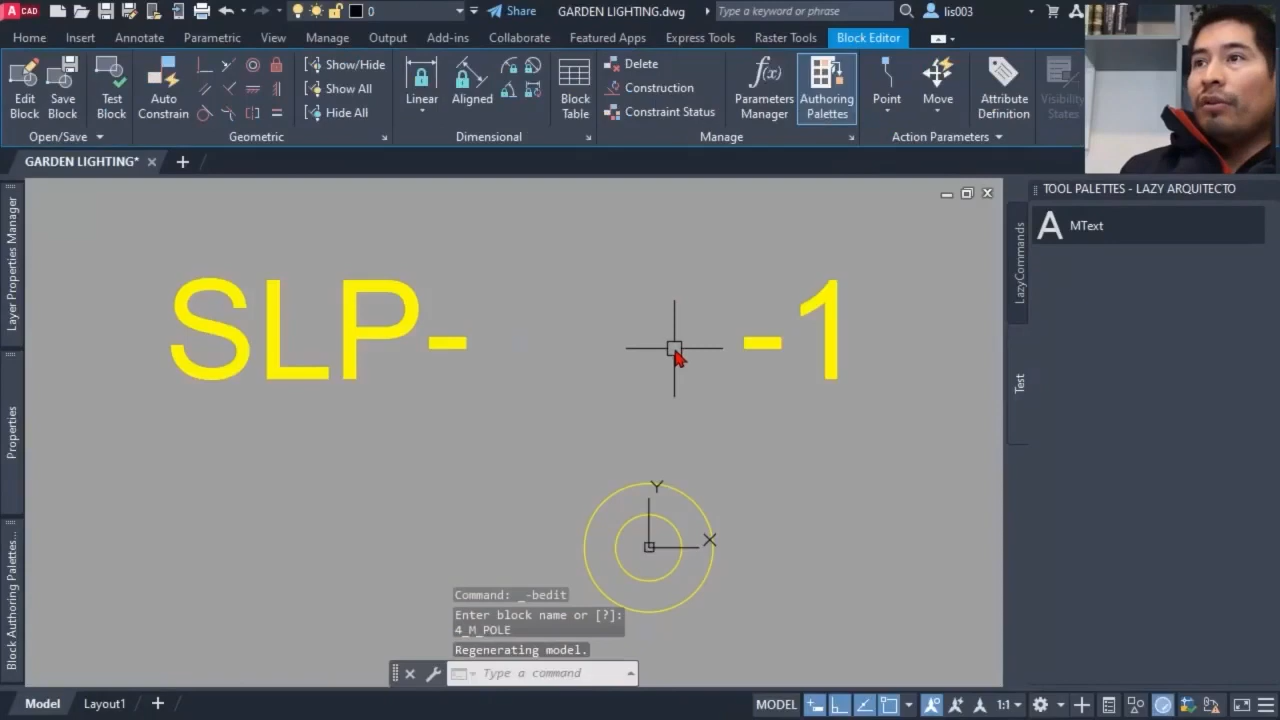 A CAD
0
Share
GARDEN LIGHTING.dwg
Type a keyword or phrase
lis003
Home
Insert
Annotate
Parametric
View
Manage
Output
Add-ins
Collaborate
Featured Apps
Express Tools
Raster Tools
Block Editor
Edit Block
Save Block
Test Block
Auto Constrain
Show/Hide
Show All
Hide All
Linear
Aligned
Block Table
Delete
Construction
Constraint Status
f(x)
Parameters Manager
Authoring Palettes
Point
Move
Attribute Definition
Visibility States
Open/Save
Geometric
Dimensional
Manage
Action Parameters
GARDEN LIGHTING*
Layer Properties Manager
Properties
Block Authoring Palettes...
TOOL PALETTES - LAZY ARQUITECTO
A MText
LazyCommands
Test
SLP- -1
Y
X
Command: _-bedit
Enter block name or [?]:
4_M_POLE
Regenerating model.
Type a command
Model
Layout1
MODEL
1:1